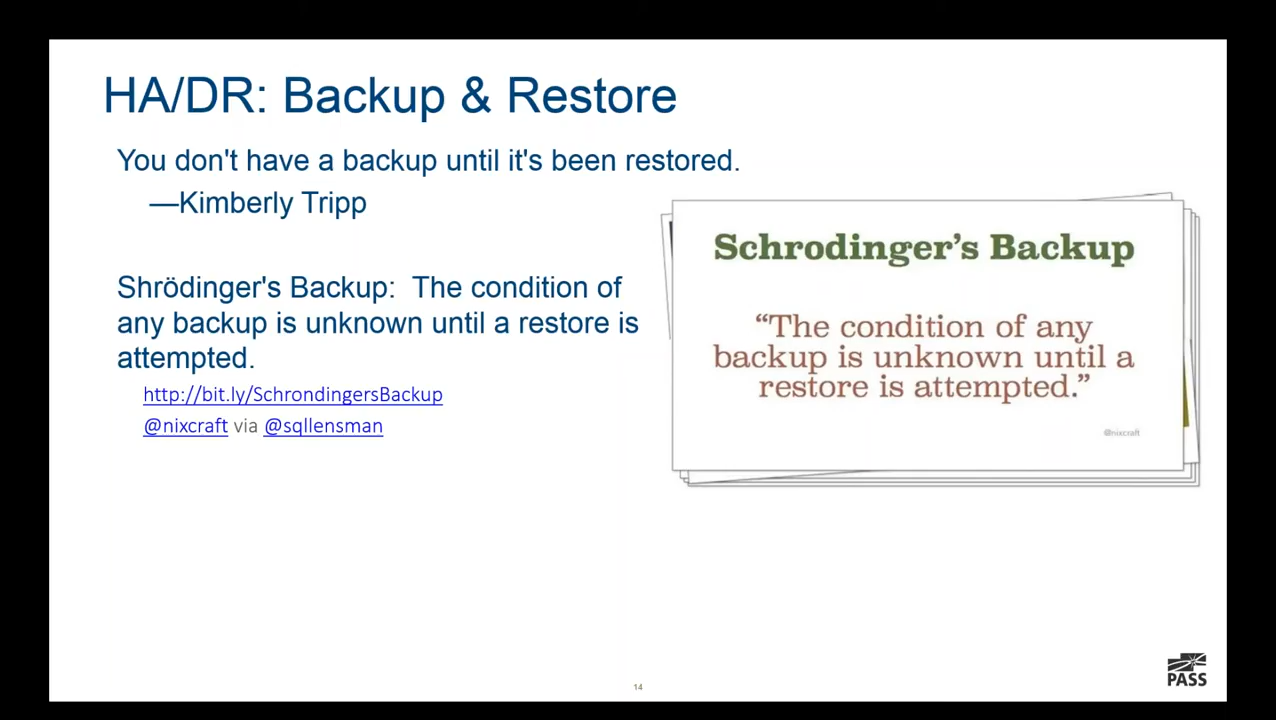 HA/DR: Backup & Restore
You don't have a backup until it's been restored.
—Kimberly Tripp
Shrödinger's Backup:  The condition of
any backup is unknown until a restore is
attempted.
http://bit.ly/SchrondingersBackup
@nixcraft via @sqllensman
Schrodinger’s Backup
“The condition of any
backup is unknown until a
restore is attempted.”
@nixcraft
14
PASS